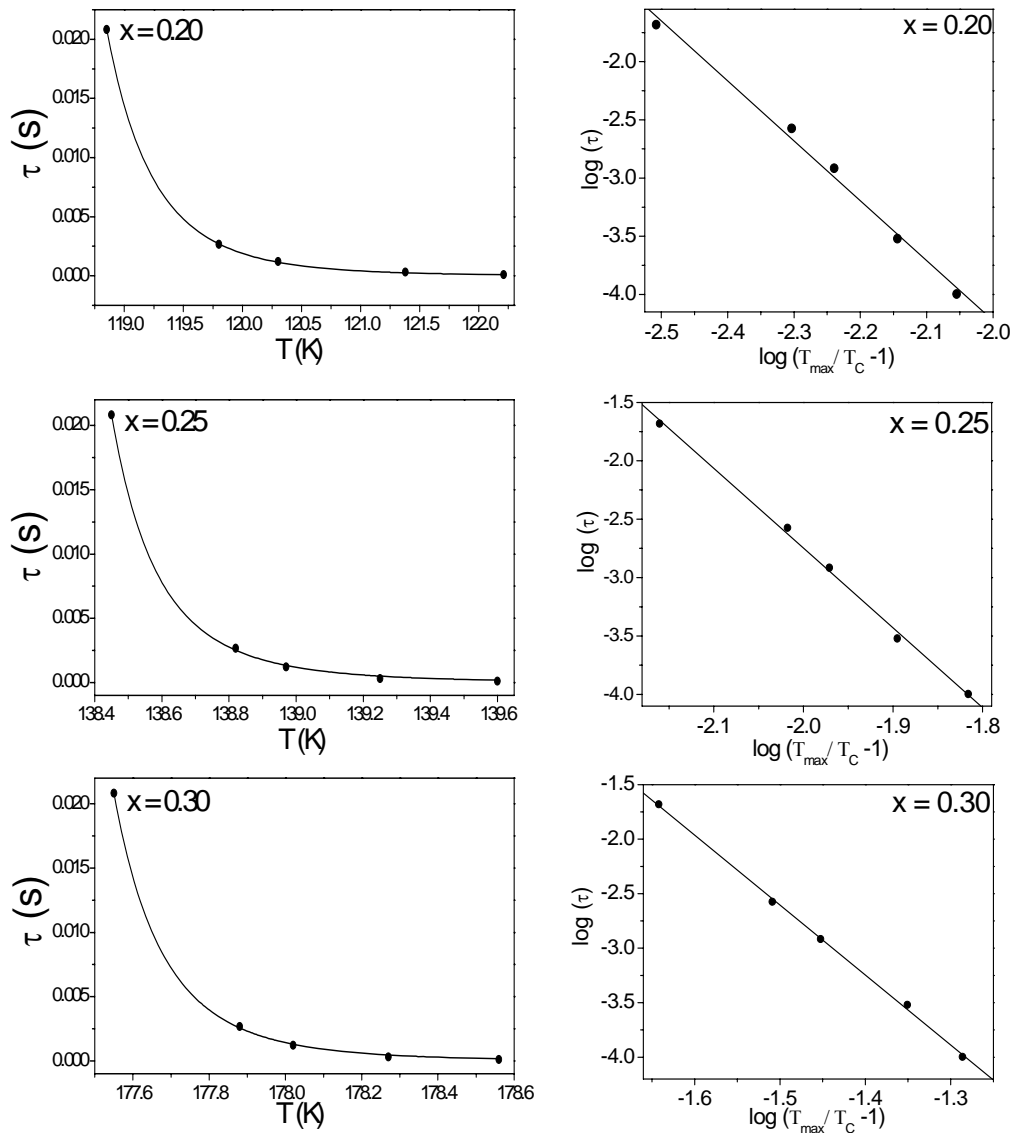 x = 0.20
τ (s)
0.020
0.015
0.010
0.005
0.000
119.0 119.5 120.0 120.5 121.0 121.5 122.0
T(K)
x = 0.20
log (τ)
-2.0
-2.5
-3.0
-3.5
-4.0
-2.5 -2.4 -2.3 -2.2 -2.1 -2.0
log (Tmax/ TC -1)
x = 0.25
τ (s)
0.020
0.015
0.010
0.005
0.000
138.4 138.6 138.8 139.0 139.2 139.4 139.6
T(K)
x = 0.25
log (τ)
-1.5
-2.0
-2.5
-3.0
-3.5
-4.0
-2.1 -2.0 -1.9 -1.8
log (Tmax/ TC -1)
x = 0.30
τ (s)
0.020
0.015
0.010
0.005
0.000
177.6 177.8 178.0 178.2 178.4 178.6
T(K)
x = 0.30
log (τ)
-1.5
-2.0
-2.5
-3.0
-3.5
-4.0
-1.6 -1.5 -1.4 -1.3
log (Tmax/ TC -1)